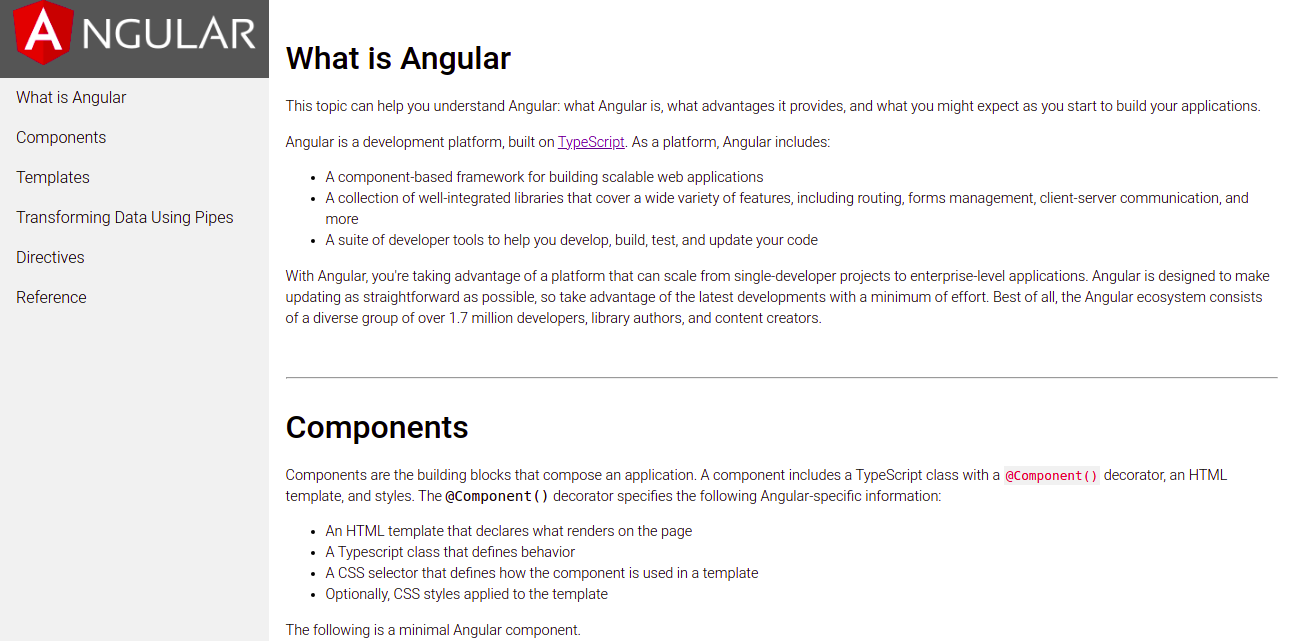 ANGULAR
What is Angular
Components
Templates
Transforming Data Using Pipes
Directives
Reference
What is Angular
This topic can help you understand Angular: what Angular is, what advantages it provides, and what you might expect as you start to build your applications.
Angular is a development platform, built on TypeScript. As a platform, Angular includes:
• A component-based framework for building scalable web applications
• A collection of well-integrated libraries that cover a wide variety of features, including routing, forms management, client-server communication, and
more
• A suite of developer tools to help you develop, build, test, and update your code
With Angular, you're taking advantage of a platform that can scale from single-developer projects to enterprise-level applications. Angular is designed to make
updating as straightforward as possible, so take advantage of the latest developments with a minimum of effort. Best of all, the Angular ecosystem consists
of a diverse group of over 1.7 million developers, library authors, and content creators.
Components
Components are the building blocks that compose an application. A component includes a TypeScript class with a @Component() decorator, an HTML
template, and styles. The @Component() decorator specifies the following Angular-specific information:
• An HTML template that declares what renders on the page
• A Typescript class that defines behavior
• A CSS selector that defines how the component is used in a template
• Optionally, CSS styles applied to the template
The following is a minimal Angular component.